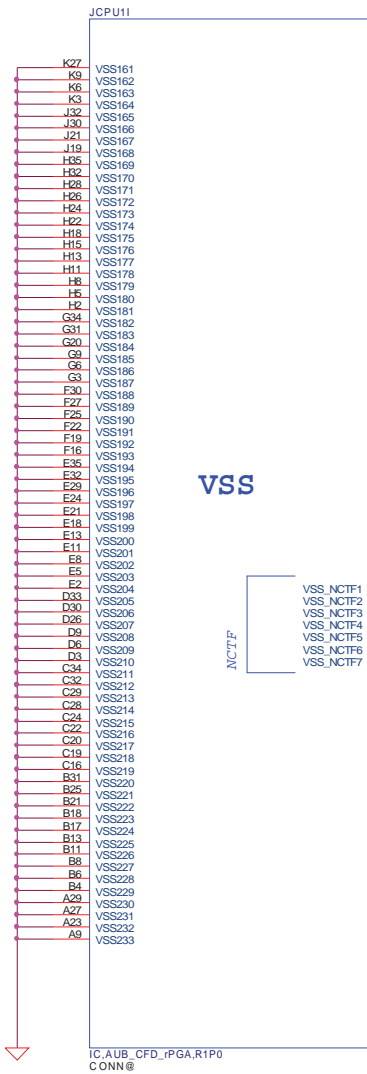 JCPU1I
K27 VSS161
K9 VSS162
K6 VSS163
K3 VSS164
J32 VSS165
J30 VSS166
J21 VSS167
J19 VSS168
H35 VSS169
H32 VSS170
H28 VSS171
H26 VSS172
H24 VSS173
H22 VSS174
H18 VSS175
H15 VSS176
H13 VSS177
H11 VSS178
H8 VSS179
H5 VSS180
H2 VSS181
G34 VSS182
G31 VSS183
G20 VSS184
G9 VSS185
G6 VSS186
G3 VSS187
F30 VSS188
F27 VSS189
F25 VSS190
F22 VSS191
F19 VSS192
F16 VSS193
E35 VSS194
E32 VSS195
E29 VSS196
E24 VSS197
E21 VSS198
E18 VSS199
E13 VSS200
E11 VSS201
E8 VSS202
E5 VSS203
E2 VSS204
D33 VSS205
D30 VSS206
D26 VSS207
D9 VSS208
D6 VSS209
D3 VSS210
C34 VSS211
C32 VSS212
C29 VSS213
C28 VSS214
C24 VSS215
C22 VSS216
C20 VSS217
C19 VSS218
C16 VSS219
B31 VSS220
B25 VSS221
B21 VSS222
B18 VSS223
B17 VSS224
B13 VSS225
B11 VSS226
B8 VSS227
B6 VSS228
B4 VSS229
A29 VSS230
A27 VSS231
A23 VSS232
A9 VSS233
VSS
NCTF
VSS_NCTF1
VSS_NCTF2
VSS_NCTF3
VSS_NCTF4
VSS_NCTF5
VSS_NCTF6
VSS_NCTF7
IC,AUB_CFD_rPGA,R1P0
CONN@